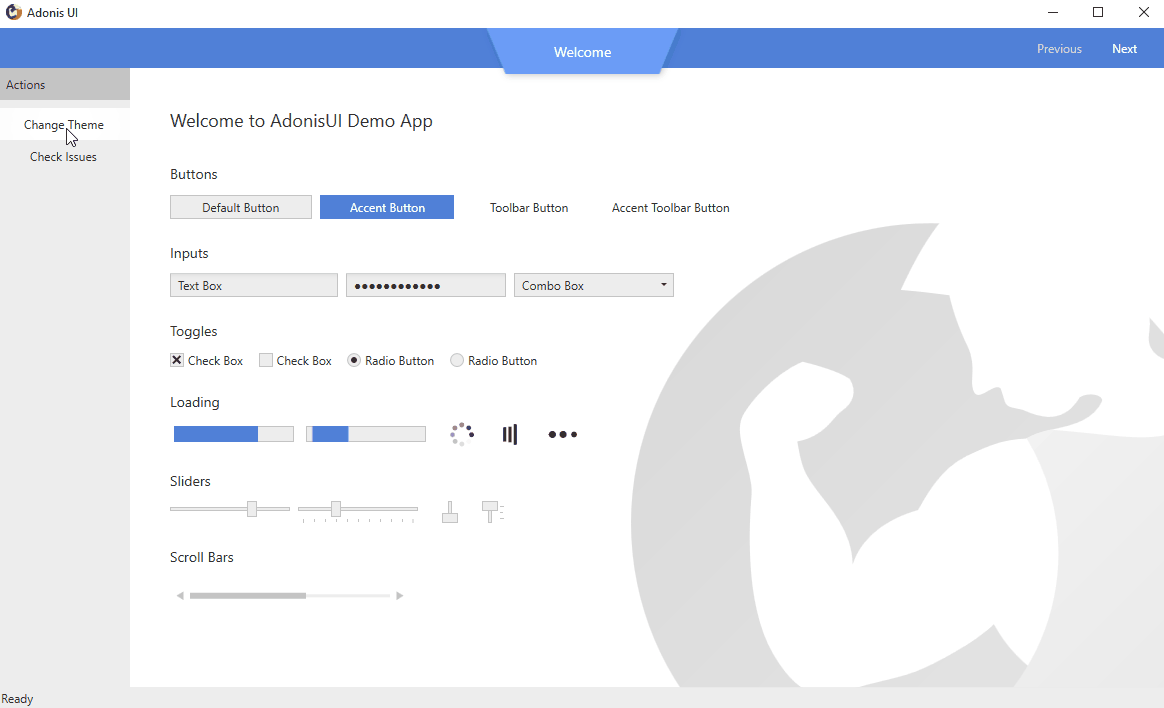 Adonis UI
Welcome
Previous Next
Actions
Change Theme
Check Issues
Welcome to AdonisUI Demo App
Buttons
Default Button Accent Button Toolbar Button Accent Toolbar Button
Inputs
Text Box ●●●●●●●●●●●● Combo Box
Toggles
Check Box Check Box Radio Button Radio Button
Loading
Sliders
Scroll Bars
Ready